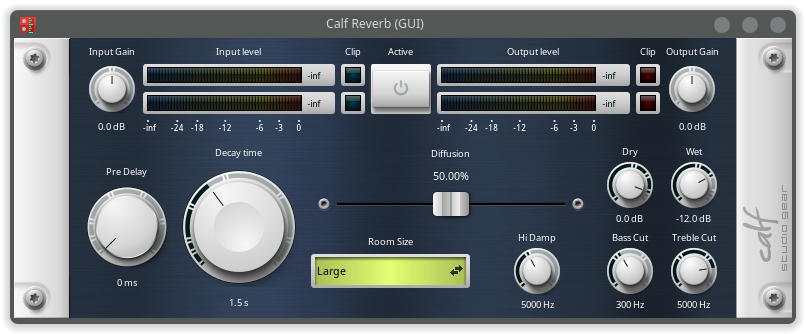 Calf Reverb (GUI)
Input Gain
Input level
Clip
Active
Output level
Clip
Output Gain
-inf
-inf
-inf
-inf
0.0 dB
-inf -24 -18 -12 -6 -3 0
-inf -24 -18 -12 -6 -3 0
0.0 dB
Decay time
Diffusion
Dry
Wet
Pre Delay
50.00%
0.0 dB
-12.0 dB
Room Size
Hi Damp
Bass Cut
Treble Cut
Large
0 ms
1.5 s
5000 Hz
300 Hz
5000 Hz
calf
studio gear